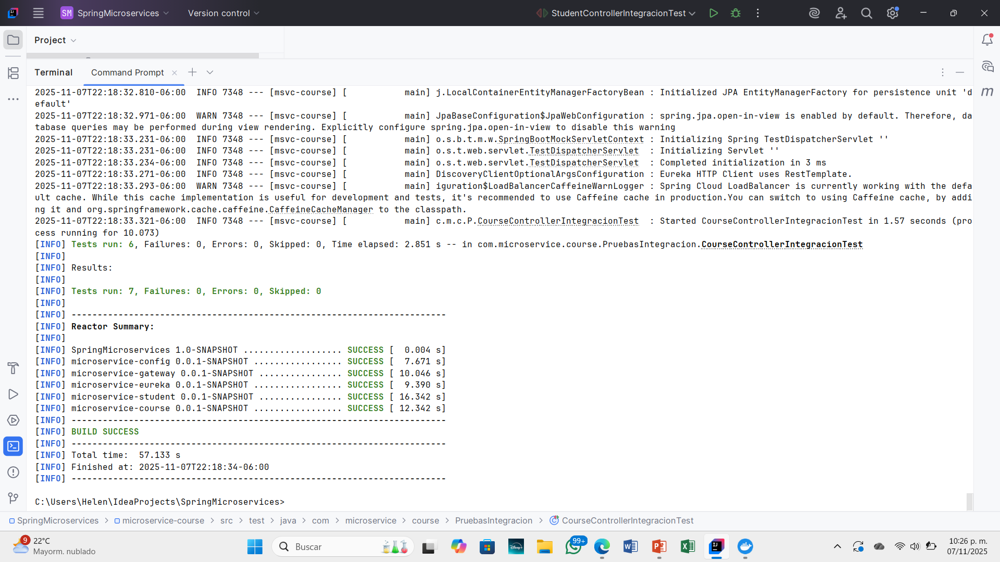 SM SpringMicroservices Version control StudentControllerIntegracionTest
Project
Terminal Command Prompt
2025-11-07T22:18:32.810-06:00  INFO 7348 --- [msvc-course] [           main] j.LocalContainerEntityManagerFactoryBean : Initialized JPA EntityManagerFactory for persistence unit 'd
efault'
2025-11-07T22:18:32.971-06:00  WARN 7348 --- [msvc-course] [           main] JpaBaseConfiguration$JpaWebConfiguration : spring.jpa.open-in-view is enabled by default. Therefore, da
tabase queries may be performed during view rendering. Explicitly configure spring.jpa.open-in-view to disable this warning
2025-11-07T22:18:33.231-06:00  INFO 7348 --- [msvc-course] [           main] o.s.b.t.m.w.SpringBootMockServletContext : Initializing Spring TestDispatcherServlet ''
2025-11-07T22:18:33.231-06:00  INFO 7348 --- [msvc-course] [           main] o.s.t.web.servlet.TestDispatcherServlet  : Initializing Servlet ''
2025-11-07T22:18:33.234-06:00  INFO 7348 --- [msvc-course] [           main] o.s.t.web.servlet.TestDispatcherServlet  : Completed initialization in 3 ms
2025-11-07T22:18:33.271-06:00  INFO 7348 --- [msvc-course] [           main] DiscoveryClientOptionalArgsConfiguration : Eureka HTTP Client uses RestTemplate.
2025-11-07T22:18:33.293-06:00  WARN 7348 --- [msvc-course] [           main] iguration$LoadBalancerCaffeineWarnLogger : Spring Cloud LoadBalancer is currently working with the defa
ult cache. While this cache implementation is useful for development and tests, it's recommended to use Caffeine cache in production.You can switch to using Caffeine cache, by addi
ng it and org.springframework.cache.caffeine.CaffeineCacheManager to the classpath.
2025-11-07T22:18:33.321-06:00  INFO 7348 --- [msvc-course] [           main] c.m.c.P.CourseControllerIntegracionTest  : Started CourseControllerIntegracionTest in 1.57 seconds (pro
cess running for 10.073)
[INFO] Tests run: 6, Failures: 0, Errors: 0, Skipped: 0, Time elapsed: 2.851 s -- in com.microservice.course.PruebasIntegracion.CourseControllerIntegracionTest
[INFO]
[INFO] Results:
[INFO]
[INFO] Tests run: 7, Failures: 0, Errors: 0, Skipped: 0
[INFO]
[INFO] ------------------------------------------------------------------------
[INFO] Reactor Summary:
[INFO]
[INFO] SpringMicroservices 1.0-SNAPSHOT ................... SUCCESS [  0.004 s]
[INFO] microservice-config 0.0.1-SNAPSHOT ................. SUCCESS [  7.671 s]
[INFO] microservice-gateway 0.0.1-SNAPSHOT ................ SUCCESS [ 10.046 s]
[INFO] microservice-eureka 0.0.1-SNAPSHOT ................. SUCCESS [  9.390 s]
[INFO] microservice-student 0.0.1-SNAPSHOT ................ SUCCESS [ 16.342 s]
[INFO] microservice-course 0.0.1-SNAPSHOT ................. SUCCESS [ 12.342 s]
[INFO] ------------------------------------------------------------------------
[INFO] BUILD SUCCESS
[INFO] ------------------------------------------------------------------------
[INFO] Total time:  57.133 s
[INFO] Finished at: 2025-11-07T22:18:34-06:00
[INFO] ------------------------------------------------------------------------
C:\Users\Helen\IdeaProjects\SpringMicroservices>
SpringMicroservices > microservice-course > src > test > java > com > microservice > course > PruebasIntegracion > CourseControllerIntegracionTest
9 22°C
Mayorm. nublado
Buscar
99+
10:26 p. m.
07/11/2025